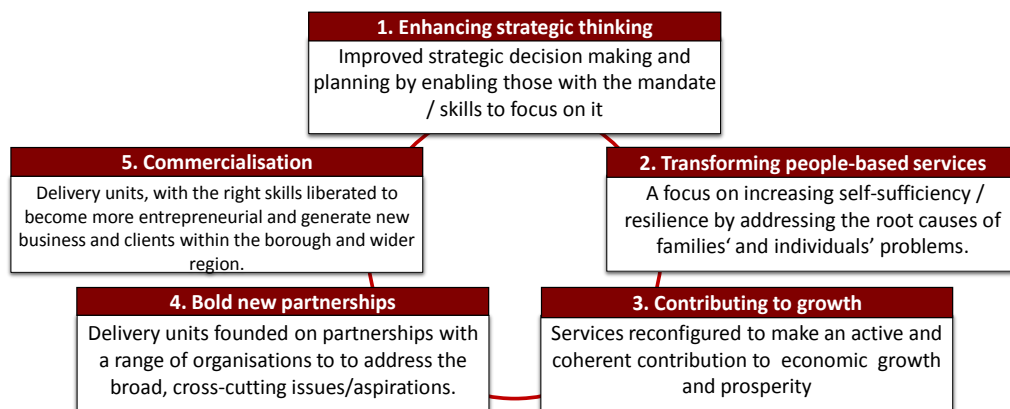 1. Enhancing strategic thinking
Improved strategic decision making and
planning by enabling those with the mandate
/ skills to focus on it
2. Transforming people-based services
A focus on increasing self-sufficiency /
resilience by addressing the root causes of
families‘ and individuals’ problems.
3. Contributing to growth
Services reconfigured to make an active and
coherent contribution to  economic  growth
and prosperity
4. Bold new partnerships
Delivery units founded on partnerships with
a range of organisations to to address the
broad, cross-cutting issues/aspirations.
5. Commercialisation
Delivery units, with the right skills liberated to
become more entrepreneurial and generate new
business and clients within the borough and wider
region.